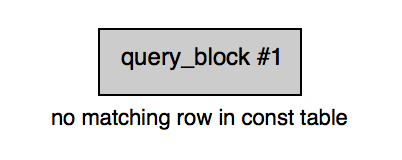 query_block #1
no matching row in const table